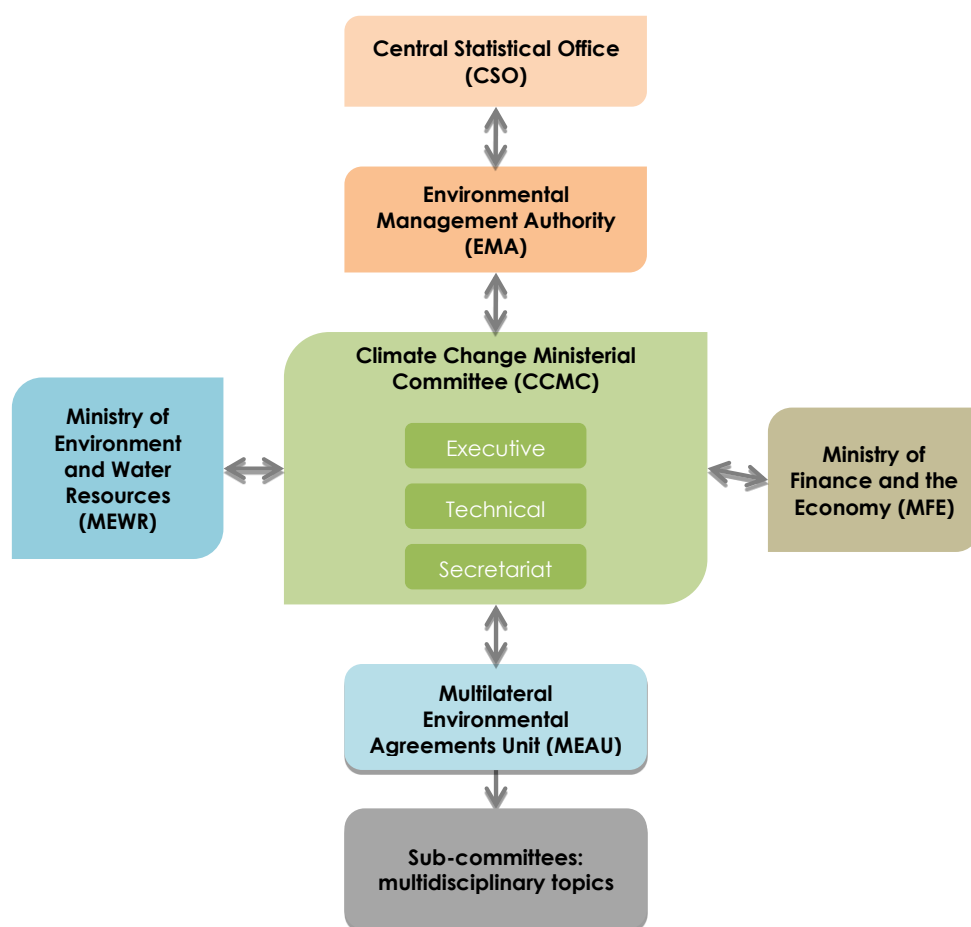 Central Statistical Office
(CSO)
Environmental
Management Authority
(EMA)
Climate Change Ministerial
Committee (CCMC)
Executive
Technical
Secretariat
Ministry of
Environment
and Water
Resources
(MEWR)
Ministry of
Finance and the
Economy (MFE)
Multilateral
Environmental
Agreements Unit (MEAU)
Sub-committees:
multidisciplinary topics